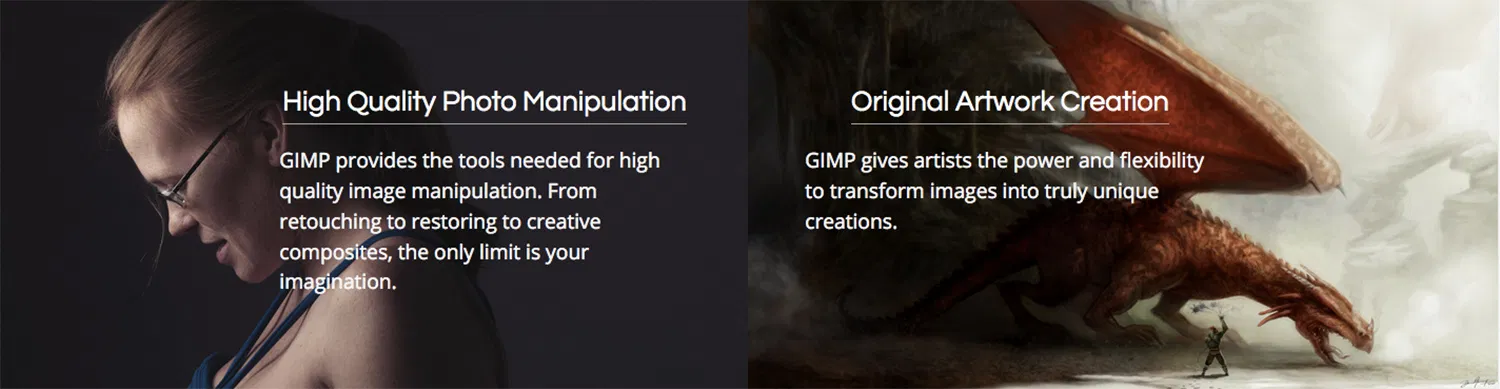 High Quality Photo Manipulation
GIMP provides the tools needed for high
quality image manipulation. From
retouching to restoring to creative
composites, the only limit is your
imagination.
Original Artwork Creation
GIMP gives artists the power and flexibility
to transform images into truly unique
creations.